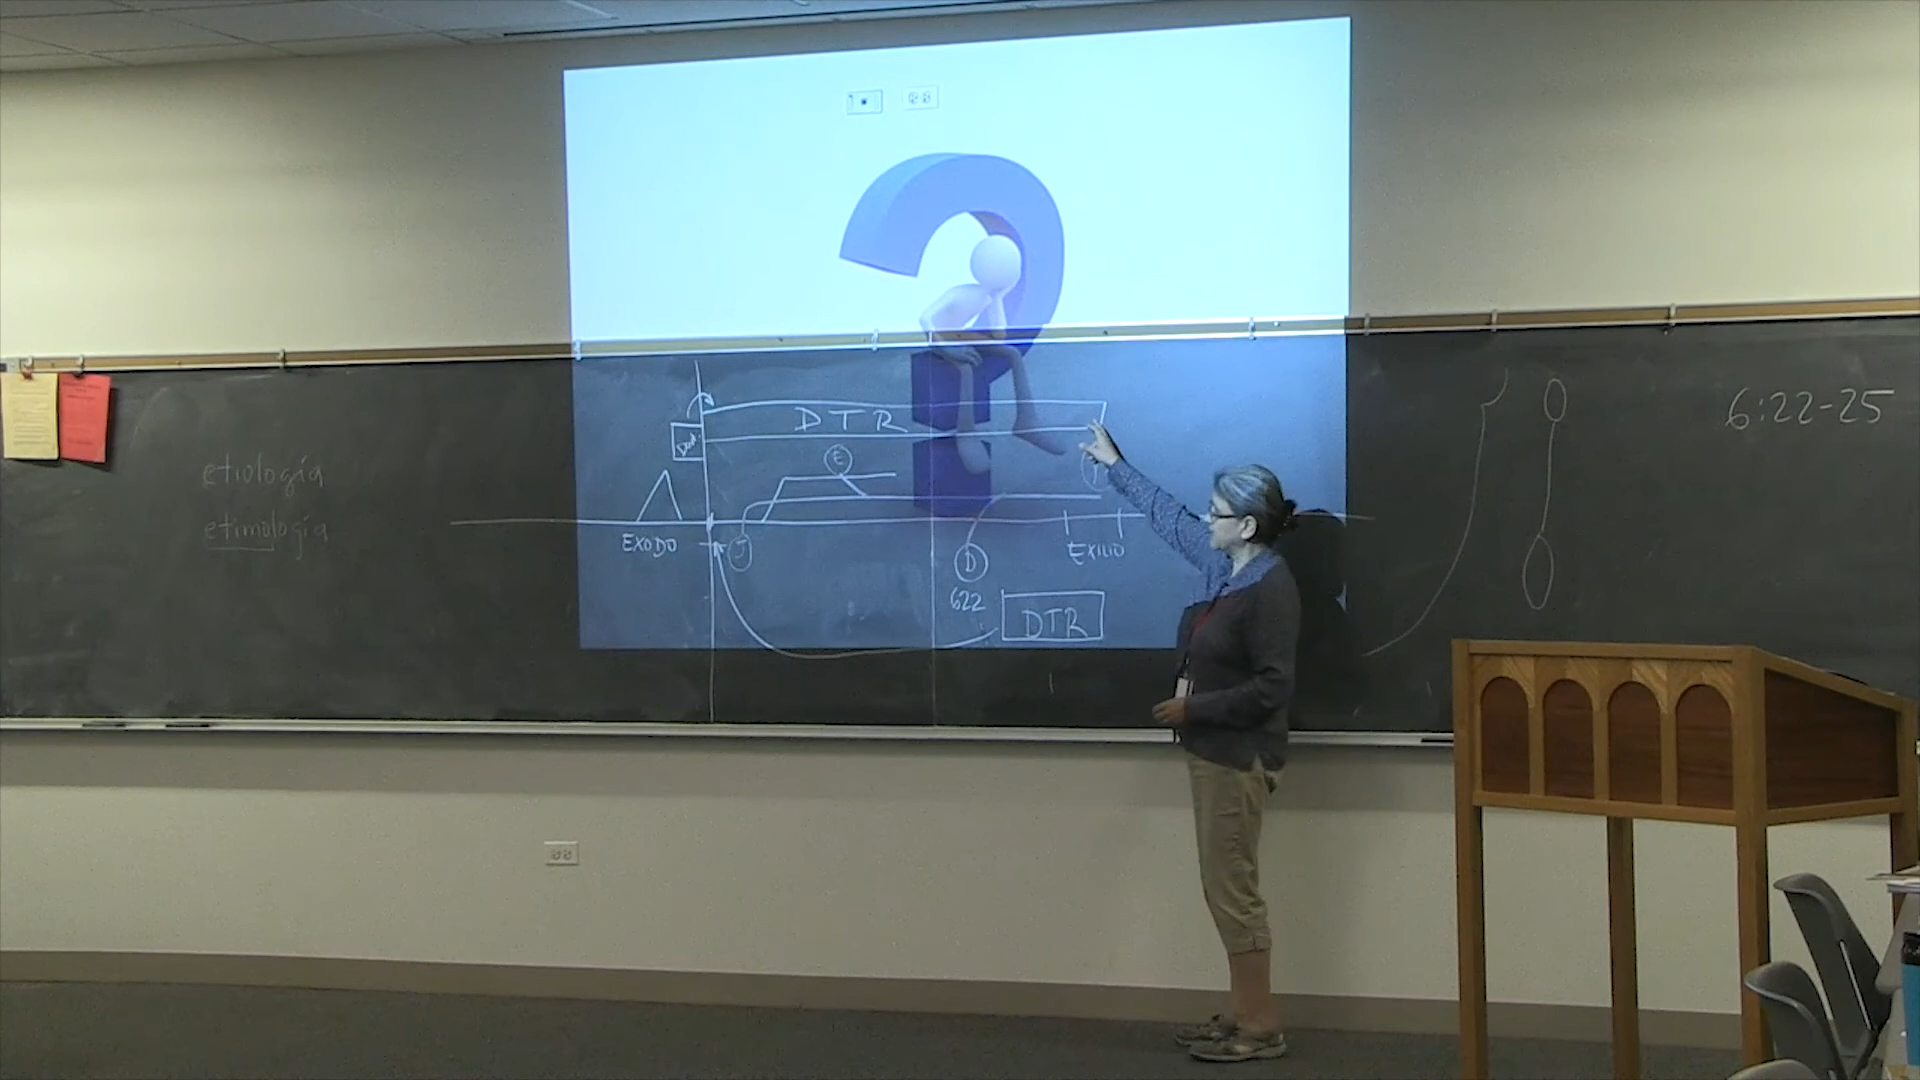 etiología
etimología
DTR
E
EXODO
J
D
622
EXILIO
DTR
6:22-25